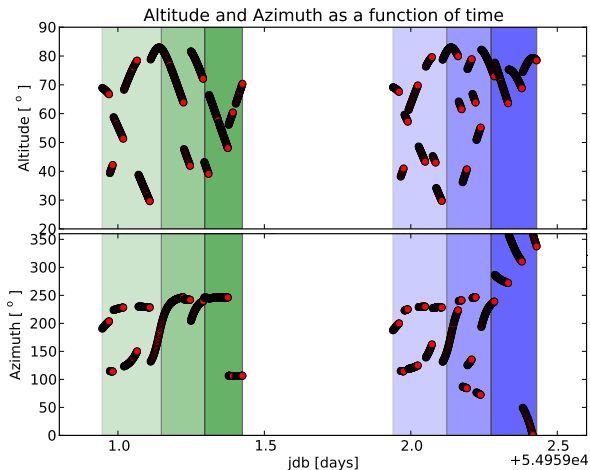 Altitude and Azimuth as a function of time
90
80
70
60
50
40
30
20
Altitude [ ° ]
350
300
250
200
150
100
50
0
Azimuth [ ° ]
1.0 1.5 2.0 2.5
jdb [days]
+5.4959e4